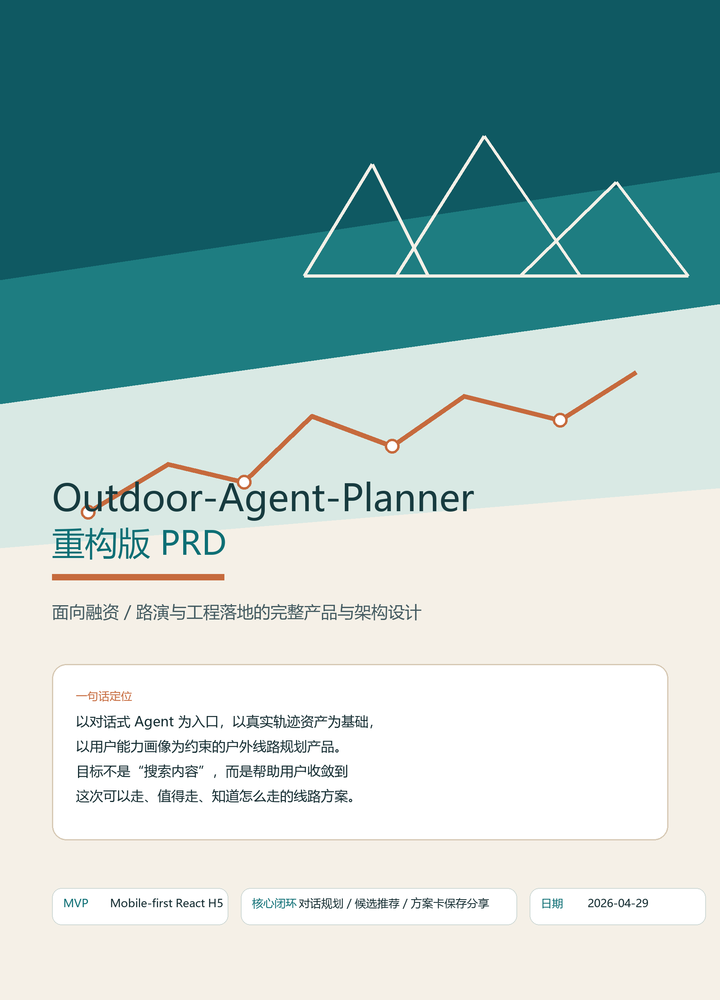 Outdoor-Agent-Planner
重构版 PRD
面向融资 / 路演与工程落地的完整产品与架构设计
一句话定位
以对话式 Agent 为入口，以真实轨迹资产为基础，
以用户能力画像为约束的户外线路规划产品。
目标不是“搜索内容”，而是帮助用户收敛到
这次可以走、值得走、知道怎么走的线路方案。
MVP Mobile-first React H5
核心闭环 对话规划 / 候选推荐 / 方案卡保存分享
日期 2026-04-29